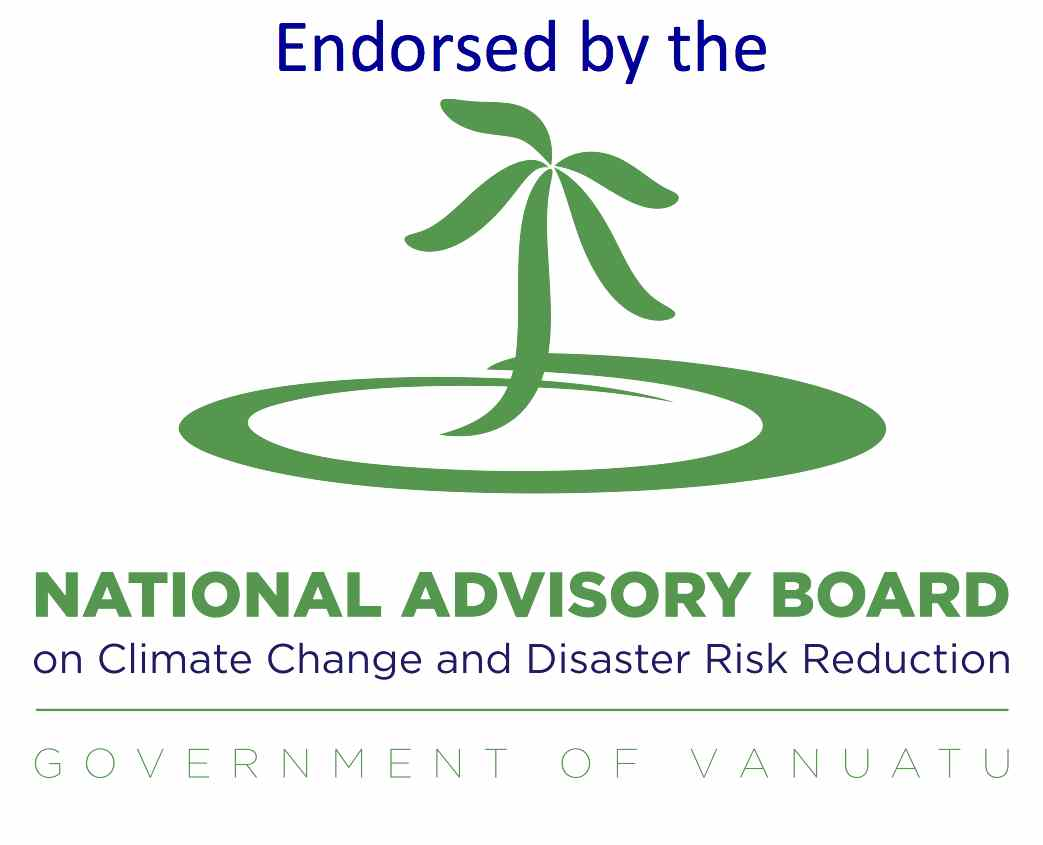 Endorsed by the
NATIONAL ADVISORY BOARD
on Climate Change and Disaster Risk Reduction
GOVERNMENT OF VANUATU